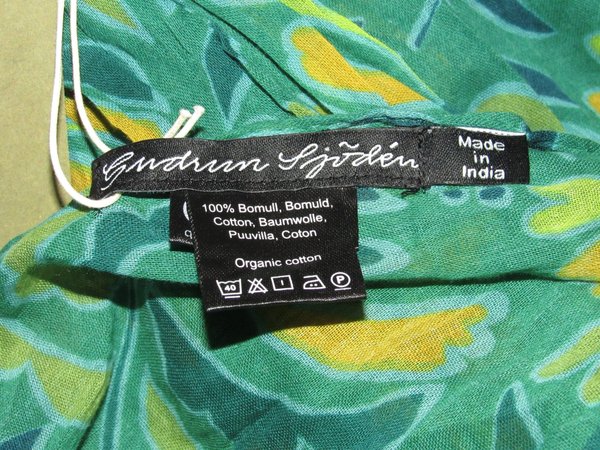 Gudrun Sjödén
Made
in
India
100% Bomull, Bomuld,
Cotton, Baumwolle,
Puuvilla, Coton
Organic cotton
40
P